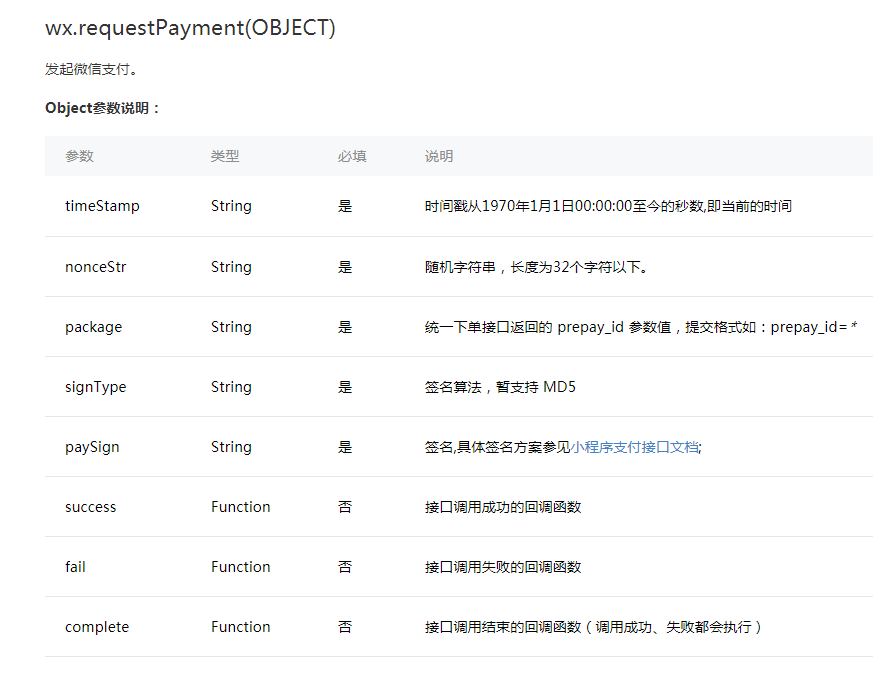 wx.requestPayment(OBJECT)
发起微信支付。
Object参数说明：
参数 类型 必填 说明
timeStamp String 是 时间戳从1970年1月1日00:00:00至今的秒数,即当前的时间
nonceStr String 是 随机字符串，长度为32个字符以下。
package String 是 统一下单接口返回的 prepay_id 参数值，提交格式如：prepay_id=*
signType String 是 签名算法，暂支持 MD5
paySign String 是 签名,具体签名方案参见小程序支付接口文档;
success Function 否 接口调用成功的回调函数
fail Function 否 接口调用失败的回调函数
complete Function 否 接口调用结束的回调函数（调用成功、失败都会执行）